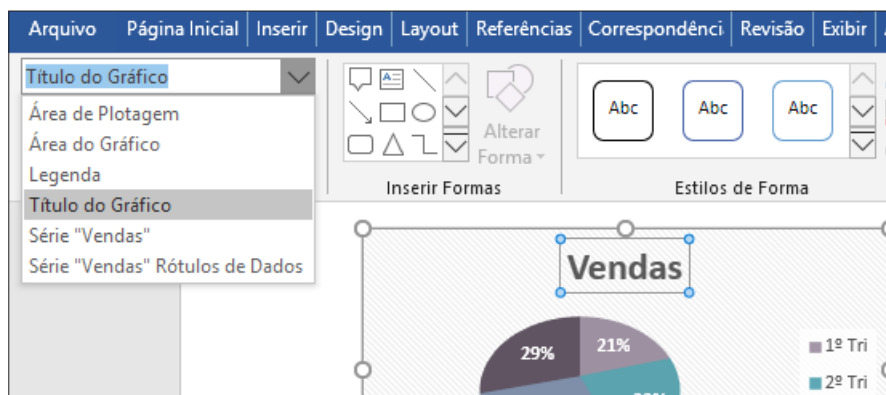 Arquivo Página Inicial Inserir Design Layout Referências Correspondênci Revisão Exibir
Título do Gráfico
Área de Plotagem
Área do Gráfico
Legenda
Título do Gráfico
Série "Vendas"
Série "Vendas" Rótulos de Dados
Alterar
Forma
Inserir Formas
Abc Abc Abc
Estilos de Forma
Vendas
29% 21%
1º Tri
2º Tri